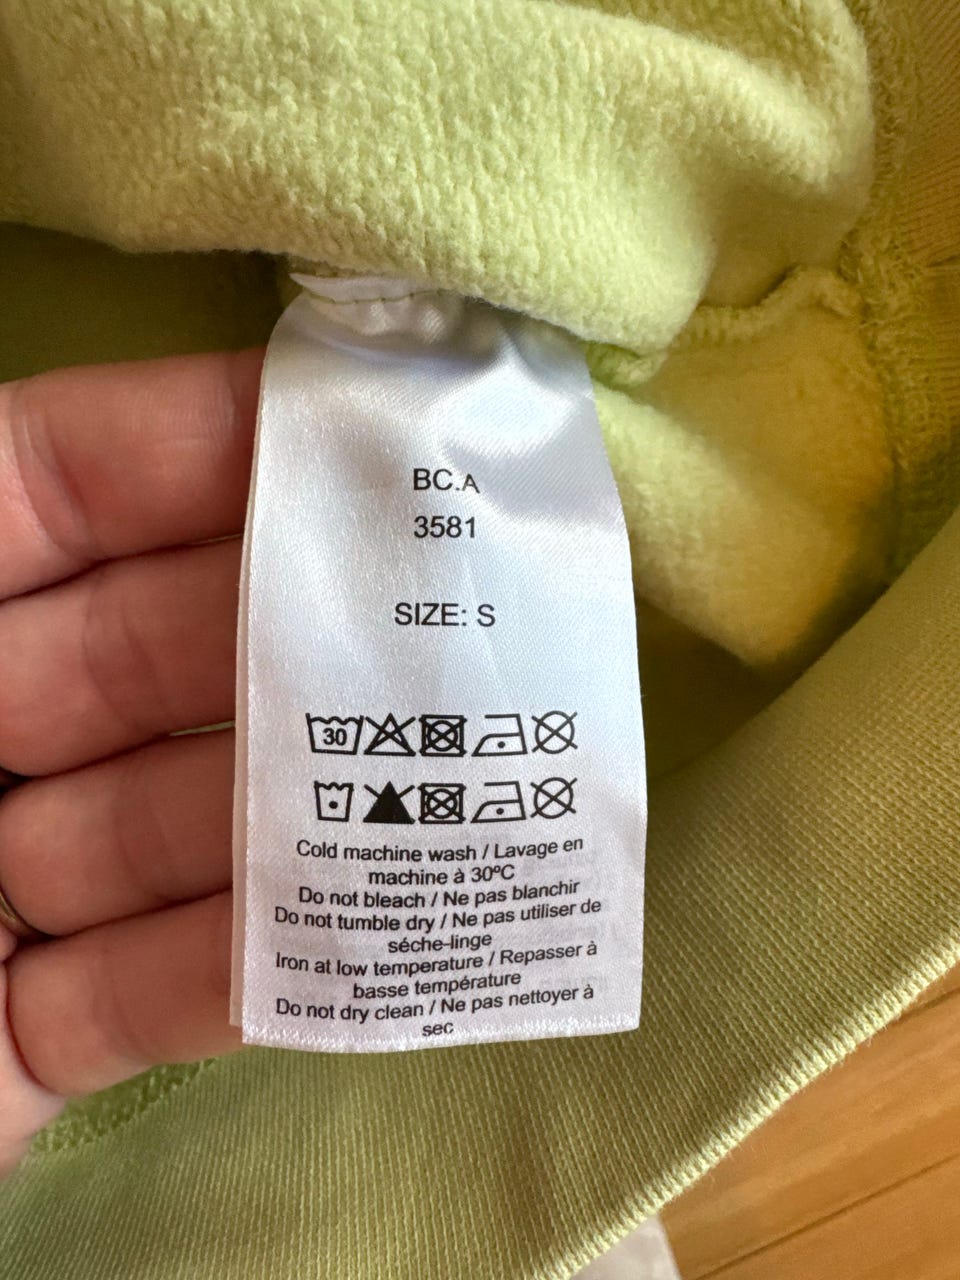 BC.A
3581
SIZE: S
30
Cold machine wash / Lavage en
machine à 30ºC
Do not bleach / Ne pas blanchir
Do not tumble dry / Ne pas utiliser de
séche-linge
Iron at low temperature / Repasser à
basse température
Do not dry clean / Ne pas nettoyer à
sec